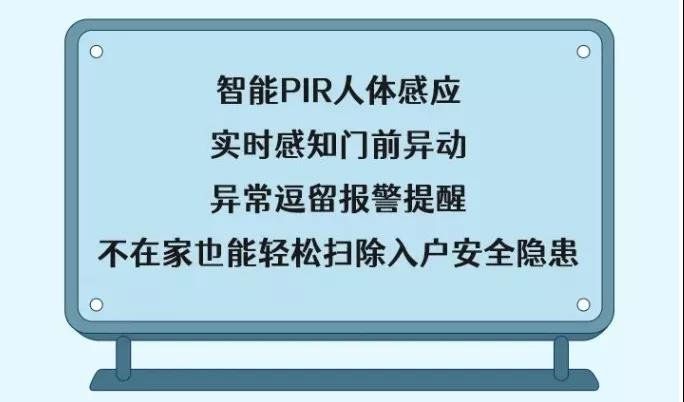 智能PIR人体感应
实时感知门前异动
异常逗留报警提醒
不在家也能轻松扫除入户安全隐患